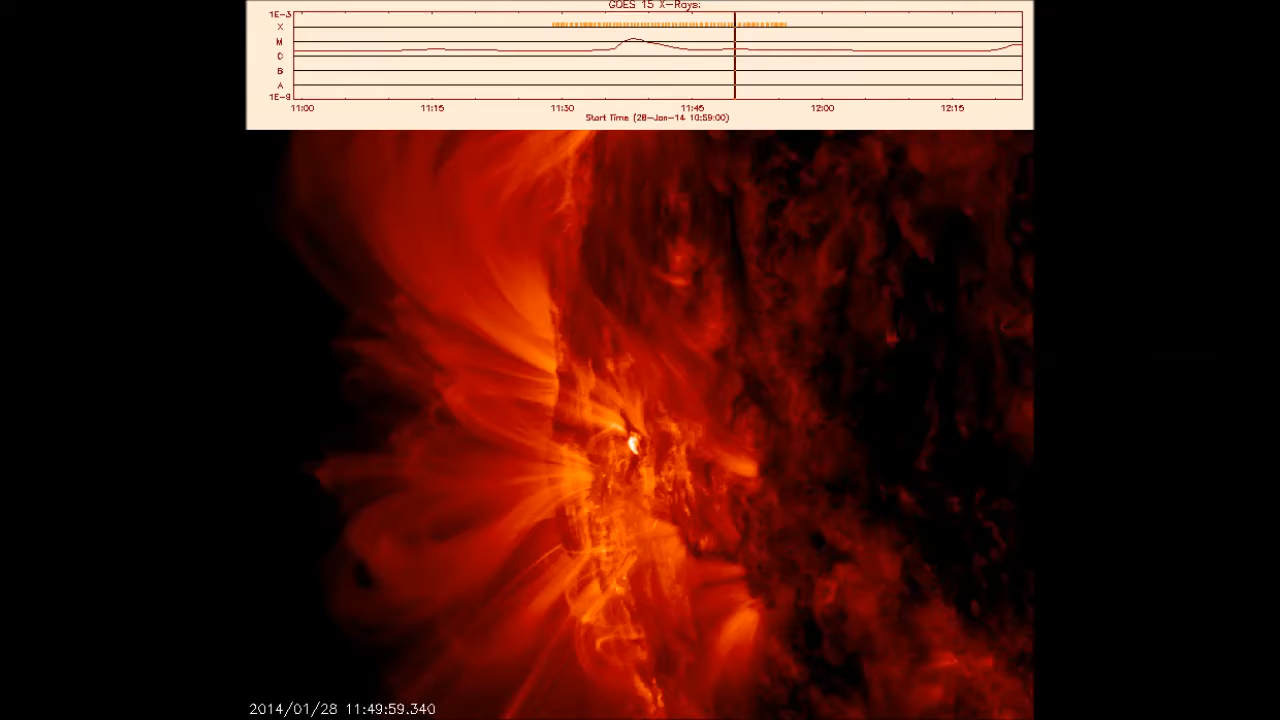 GOES 15 X-Rays:
1E-3
X
M
C
B
A
1E-9
11:00 11:15 11:30 11:45 12:00 12:15
Start Time (28-Jan-14 10:59:00)
2014/01/28 11:49:59.340